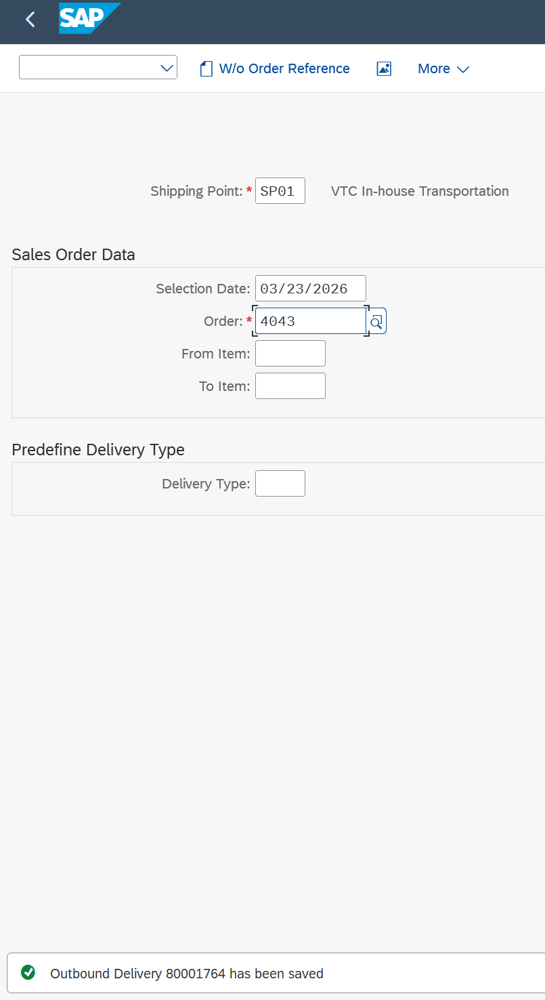 SAP
W/o Order Reference More
Shipping Point: * SP01 VTC In-house Transportation
Sales Order Data
Selection Date: 03/23/2026
Order: * 4043
From Item:
To Item:
Predefine Delivery Type
Delivery Type:
Outbound Delivery 80001764 has been saved